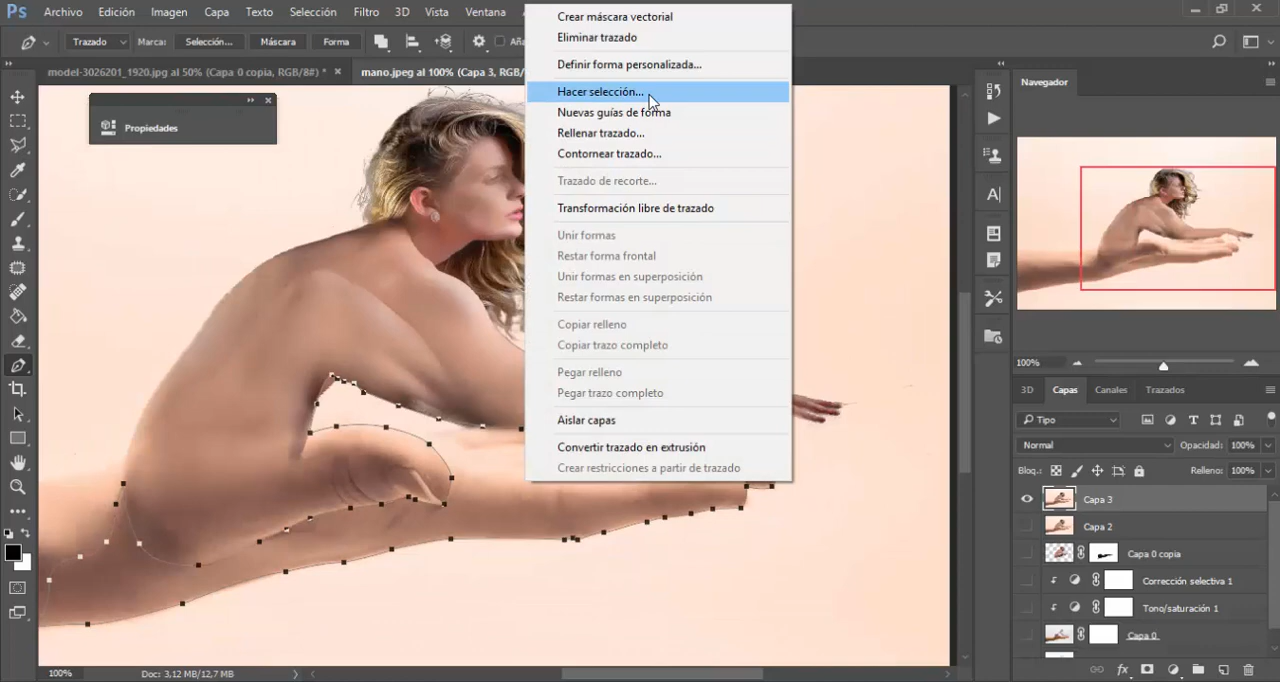 Ps Archivo Edición Imagen Capa Texto Selección Filtro 3D Vista Ventana
Trazado Marca: Selección... Máscara Forma
model-3026201_1920.jpg al 50% (Capa 0 copia, RGB/8#) * × mano.jpeg al 100% (Capa 3, RGB/
Propiedades
Crear máscara vectorial
Eliminar trazado
Definir forma personalizada...
Hacer selección...
Nuevas guías de forma
Rellenar trazado...
Contornear trazado...
Trazado de recorte...
Transformación libre de trazado
Unir formas
Restar forma frontal
Unir formas en superposición
Restar formas en superposición
Copiar relleno
Copiar trazo completo
Pegar relleno
Pegar trazo completo
Aislar capas
Convertir trazado en extrusión
Crear restricciones a partir de trazado
Navegador
100%
3D Capas Canales Trazados
Tipo
Normal Opacidad: 100%
Bloq.: Relleno: 100%
Capa 3
Capa 2
Capa 0 copia
Corrección selectiva 1
Tono/saturación 1
Capa 0
100% Doc: 3,12 MB/12,7 MB